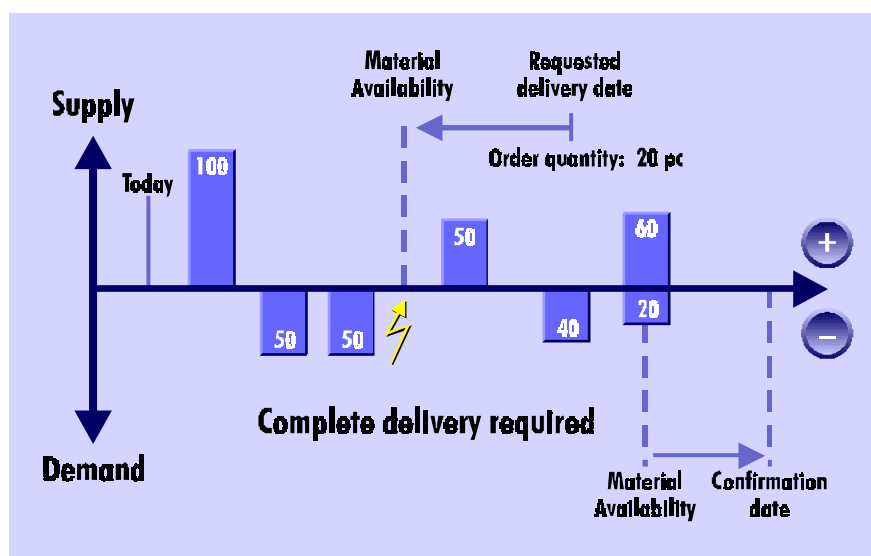 Material
Availability
Requested
delivery date
Supply
Order quantity: 20 pc
Today
100
50
60
+
50
50
40
20
–
Complete delivery required
Demand
Material
Availability
Confirmation
date